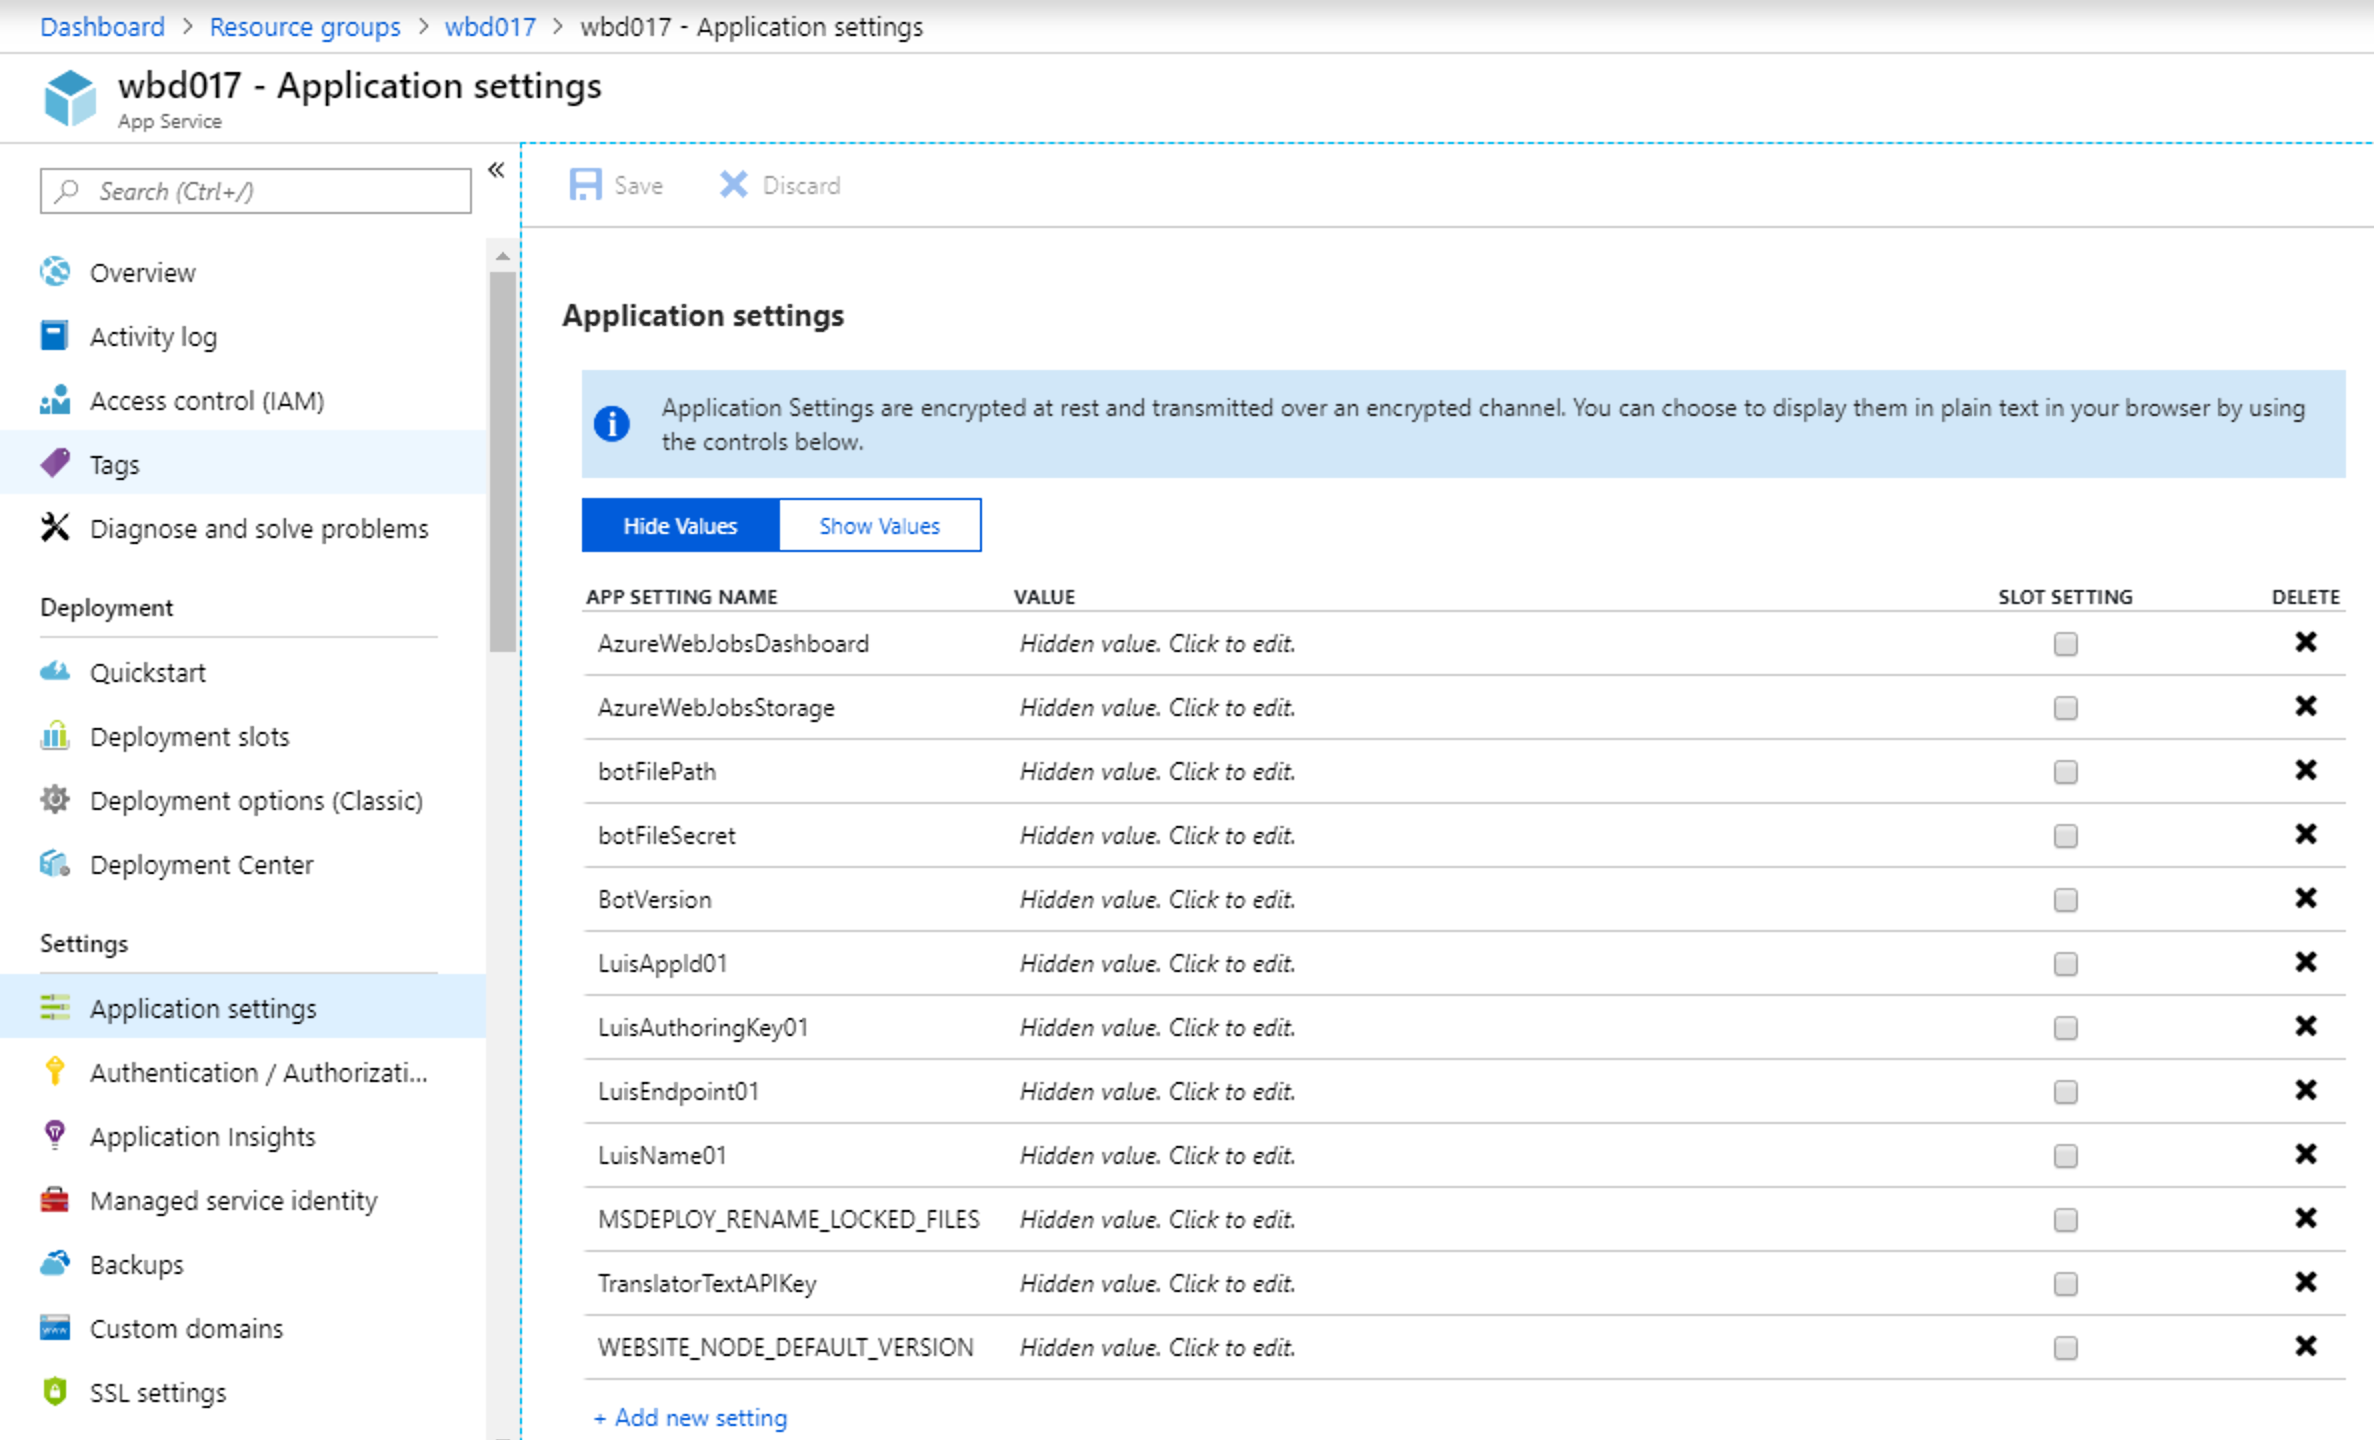 Dashboard > Resource groups > wbd017 > wbd017 - Application settings
wbd017 - Application settings
App Service
Search (Ctrl+/)
«
Overview
Activity log
Access control (IAM)
Tags
Diagnose and solve problems
Deployment
Quickstart
Deployment slots
Deployment options (Classic)
Deployment Center
Settings
Application settings
Authentication / Authorizati...
Application Insights
Managed service identity
Backups
Custom domains
SSL settings
Save Discard
Application settings
Application Settings are encrypted at rest and transmitted over an encrypted channel. You can choose to display them in plain text in your browser by using
the controls below.
Hide Values Show Values
APP SETTING NAME VALUE SLOT SETTING DELETE
AzureWebJobsDashboard Hidden value. Click to edit.
AzureWebJobsStorage Hidden value. Click to edit.
botFilePath Hidden value. Click to edit.
botFileSecret Hidden value. Click to edit.
BotVersion Hidden value. Click to edit.
LuisAppId01 Hidden value. Click to edit.
LuisAuthoringKey01 Hidden value. Click to edit.
LuisEndpoint01 Hidden value. Click to edit.
LuisName01 Hidden value. Click to edit.
MSDEPLOY_RENAME_LOCKED_FILES Hidden value. Click to edit.
TranslatorTextAPIKey Hidden value. Click to edit.
WEBSITE_NODE_DEFAULT_VERSION Hidden value. Click to edit.
+ Add new setting